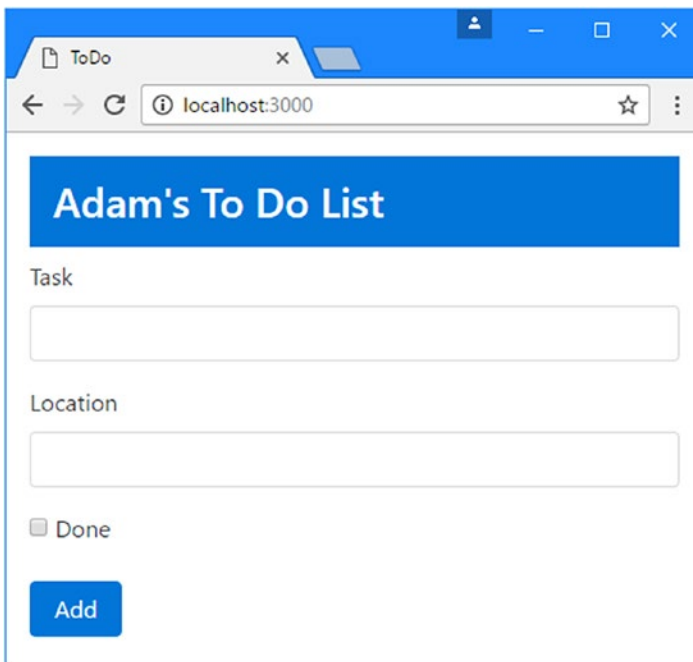 ToDo
localhost:3000
Adam's To Do List
Task
Location
Done
Add